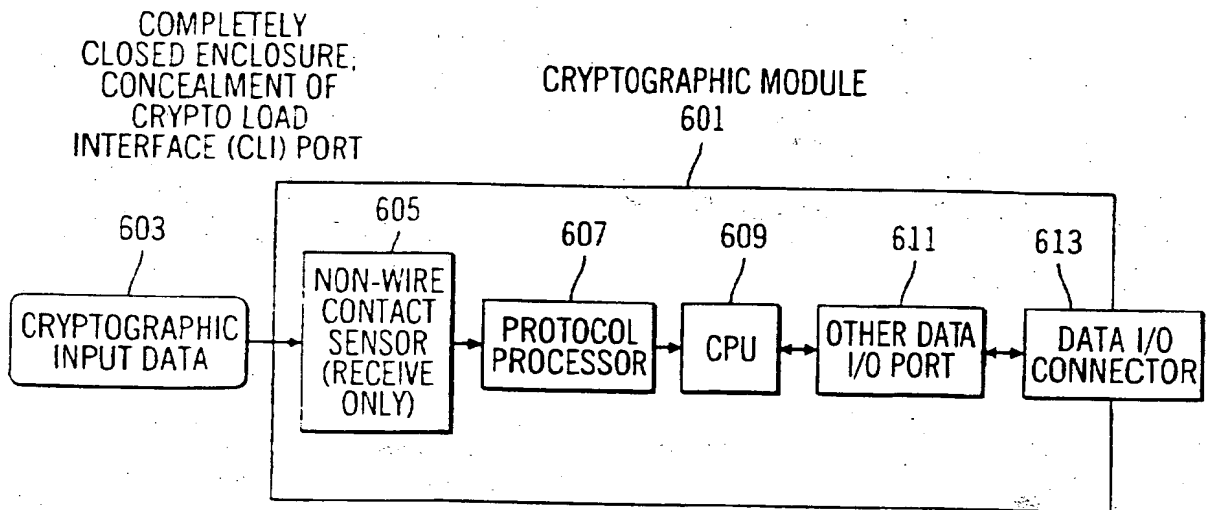 COMPLETELY
CLOSED ENCLOSURE,
CONCEALMENT OF
CRYPTO LOAD
INTERFACE (CLI) PORT
CRYPTOGRAPHIC MODULE
601
603
CRYPTOGRAPHIC
INPUT DATA
605
NON-WIRE
CONTACT
SENSOR
(RECEIVE
ONLY)
607
PROTOCOL
PROCESSOR
609
CPU
611
OTHER DATA
I/O PORT
613
DATA I/O
CONNECTOR